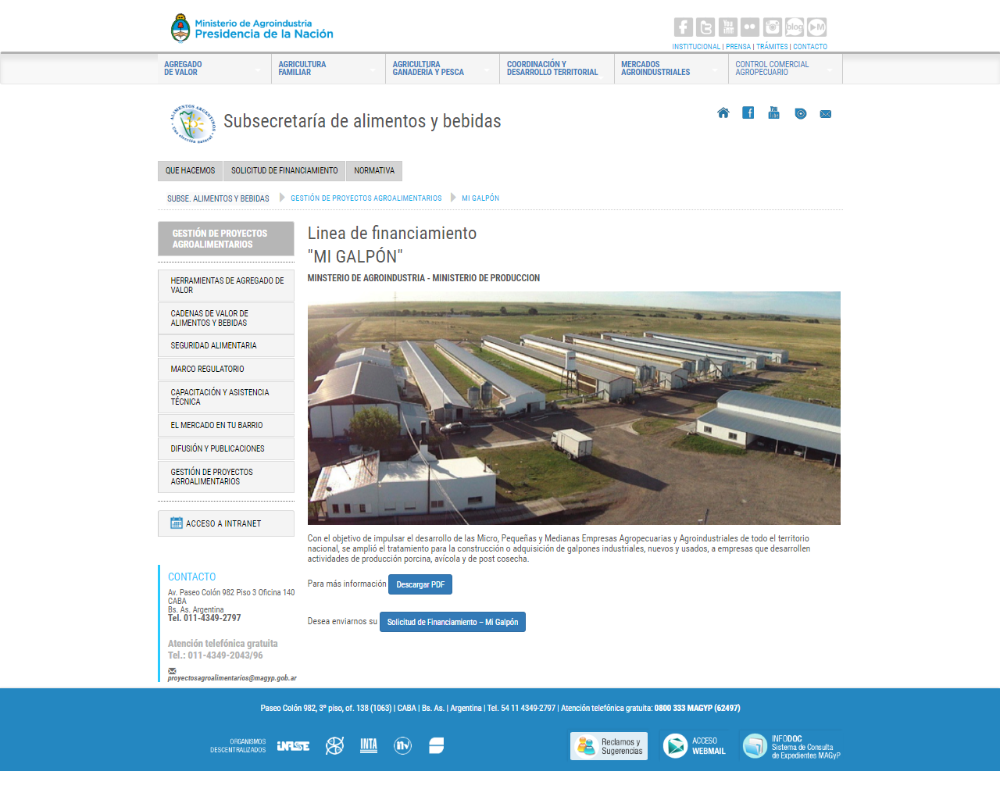 Ministerio de Agroindustria
Presidencia de la Nación
INSTITUCIONAL | PRENSA | TRÁMITES | CONTACTO
AGREGADO
DE VALOR
AGRICULTURA
FAMILIAR
AGRICULTURA
GANADERÍA Y PESCA
COORDINACIÓN Y
DESARROLLO TERRITORIAL
MERCADOS
AGROINDUSTRIALES
CONTROL COMERCIAL
AGROPECUARIO
ALIMENTOS ARGENTINOS
Una elección natural
Subsecretaría de alimentos y bebidas
QUE HACEMOS
SOLICITUD DE FINANCIAMIENTO
NORMATIVA
SUBSE. ALIMENTOS Y BEBIDAS
GESTIÓN DE PROYECTOS AGROALIMENTARIOS
MI GALPÓN
GESTIÓN DE PROYECTOS
AGROALIMENTARIOS
HERRAMIENTAS DE AGREGADO DE
VALOR
CADENAS DE VALOR DE
ALIMENTOS Y BEBIDAS
SEGURIDAD ALIMENTARIA
MARCO REGULATORIO
CAPACITACIÓN Y ASISTENCIA
TÉCNICA
EL MERCADO EN TU BARRIO
DIFUSIÓN Y PUBLICACIONES
GESTIÓN DE PROYECTOS
AGROALIMENTARIOS
ACCESO A INTRANET
CONTACTO
Av. Paseo Colón 982 Piso 3 Oficina 140
CABA
Bs. As. Argentina
Tel. 011-4349-2797
Atención telefónica gratuita
Tel.: 011-4349-2043/96
proyectosagroalimentarios@magyp.gob.ar
Linea de financiamiento
"MI GALPÓN"
MINSTERIO DE AGROINDUSTRIA - MINISTERIO DE PRODUCCION
Con el objetivo de impulsar el desarrollo de las Micro, Pequeñas y Medianas Empresas Agropecuarias y Agroindustriales de todo el territorio
nacional, se amplió el tratamiento para la construcción o adquisición de galpones industriales, nuevos y usados, a empresas que desarrollen
actividades de producción porcina, avícola y de post cosecha.
Para más información Descargar PDF
Desea enviarnos su Solicitud de Financiamiento – Mi Galpón
Paseo Colón 982, 3º piso, of. 138 (1063) | CABA | Bs. As. | Argentina | Tel. 54 11 4349-2797 | Atención telefónica gratuita: 0800 333 MAGYP (62497)
ORGANISMOS
DESCENTRALIZADOS
INASE
INTA
Reclamos y
Sugerencias
ACCESO
WEBMAIL
INFODOC
Sistema de Consulta
de Expedientes MAGyP